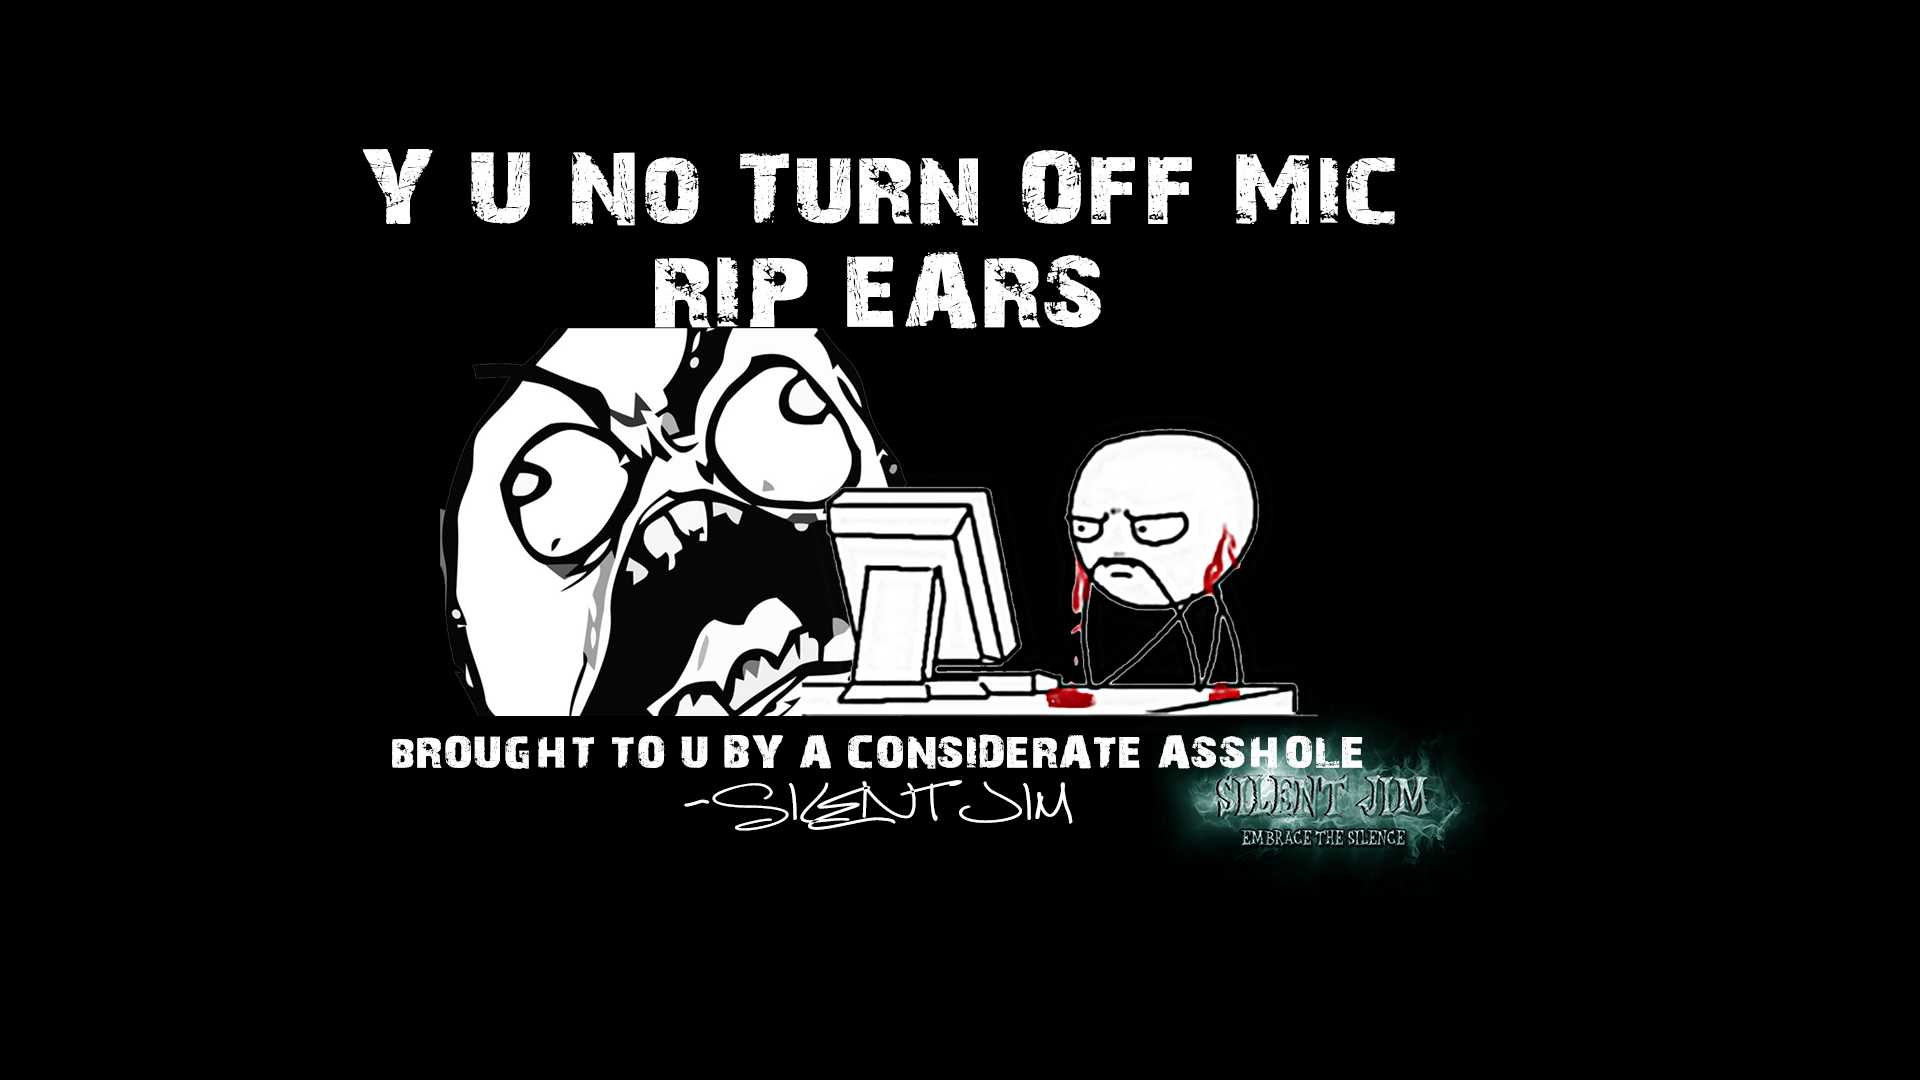 Y U No Turn Off Mic
RIP EARS
BROUGHT TO U BY A CONSIDERATE ASSHOLE
-SILENT JIM
SILENT JIM
EMBRACE THE SILENCE